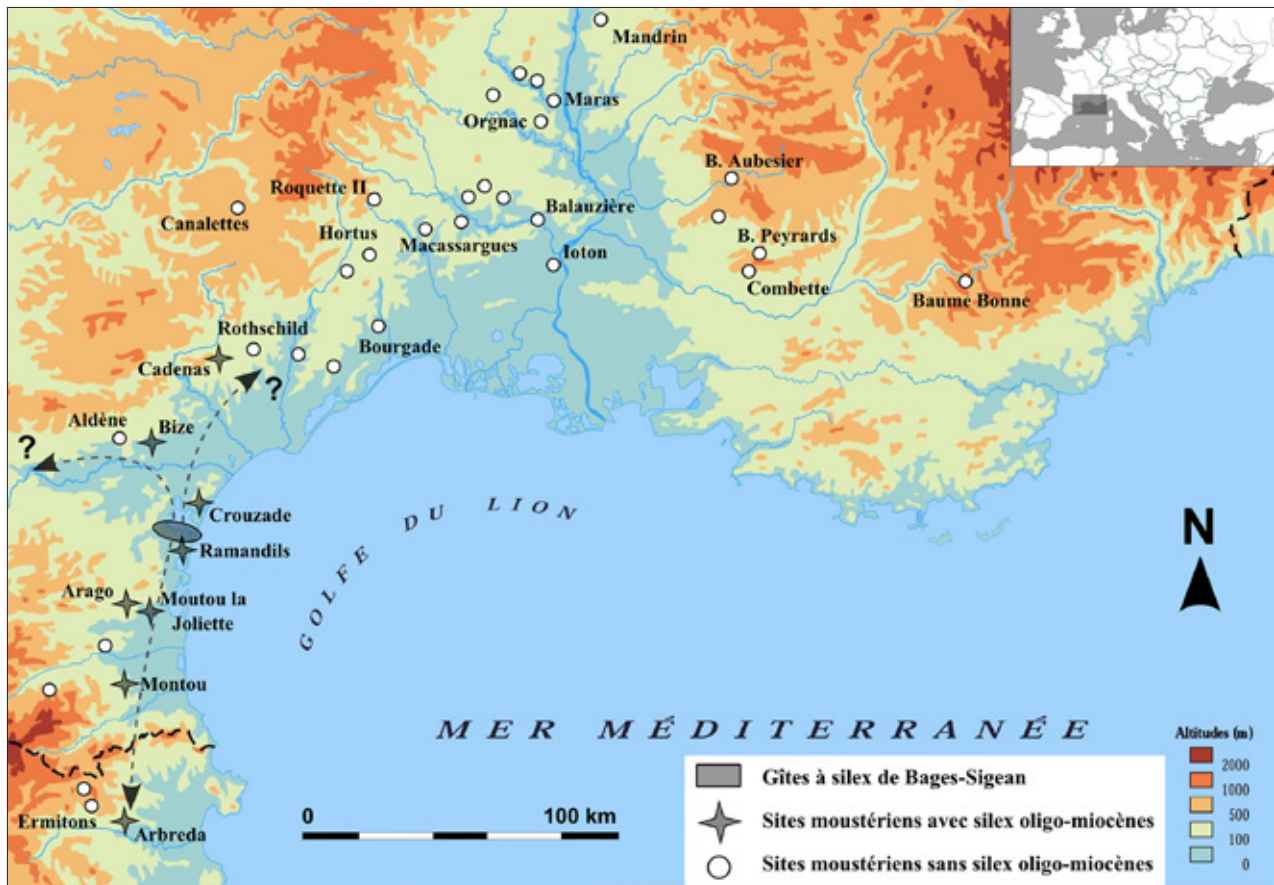 Mandrin
Maras
Orgnac
B. Aubesier
Roquette II
Canalettes
Balauzière
Hortus
Macassargues
Ioton
B. Peyrards
Combette
Baume Bonne
Rothschild
Bourgade
Cadenas
?
Aldène
Bize
?
Crouzade
Ramandils
N
GOLFE DU LION
Arago
Moutou la
Joliette
Montou
MER MÉDITERRANÉE
Altitudes (m)
2000
1000
500
100
0
Gîtes à silex de Bages-Sigean
0 100 km
Sites moustériens avec silex oligo-miocènes
Ermitons
Arbreda
Sites moustériens sans silex oligo-miocènes